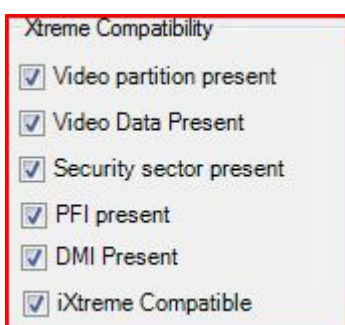 Xtreme Compatibility
Video partition present
Video Data Present
Security sector present
PFI present
DMI Present
iXtreme Compatible